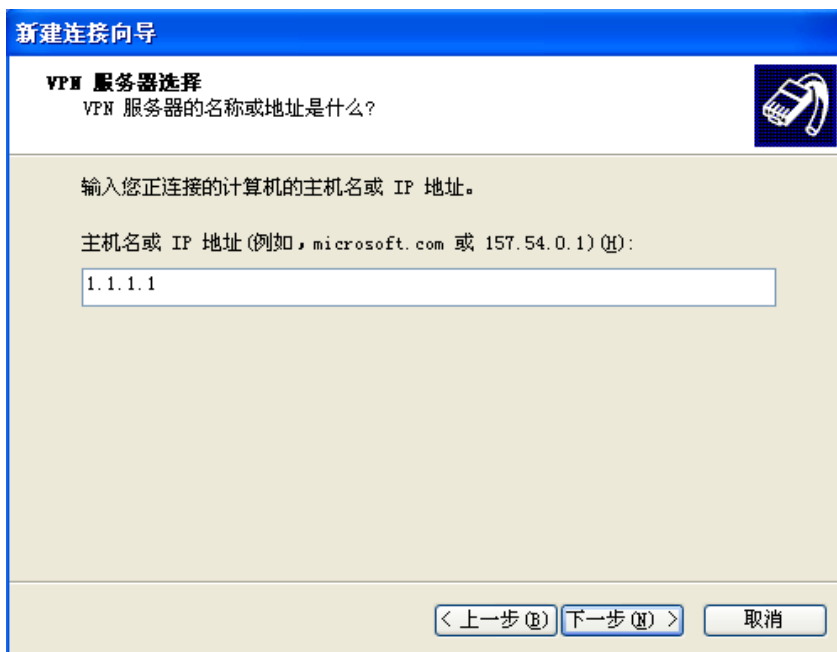 新建连接向导
VPN 服务器选择
VPN 服务器的名称或地址是什么?
输入您正连接的计算机的主机名或 IP 地址。
主机名或 IP 地址(例如，microsoft.com 或 157.54.0.1)(H):
1.1.1.1
< 上一步(B) 下一步(N) > 取消